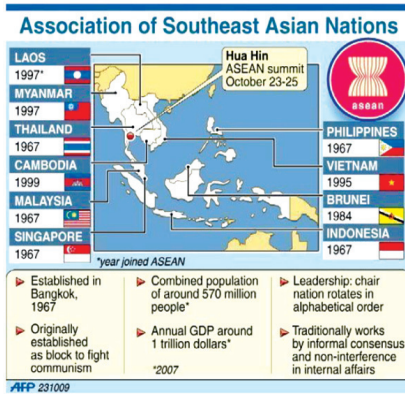 Association of Southeast Asian Nations
LAOS
1997*
MYANMAR
1997
THAILAND
1967
CAMBODIA
1999
MALAYSIA
1967
SINGAPORE
1967
Hua Hin
ASEAN summit
October 23-25
asean
PHILIPPINES
1967
VIETNAM
1995
BRUNEI
1984
INDONESIA
1967
*year joined ASEAN
Established in
Bangkok,
1967
Originally
established
as block to fight
communism
Combined population
of around 570 million
people*
Annual GDP around
1 trillion dollars*
*2007
Leadership: chair
nation rotates in
alphabetical order
Traditionally works
by informal consensus
and non-interference
in internal affairs
AFP 231009